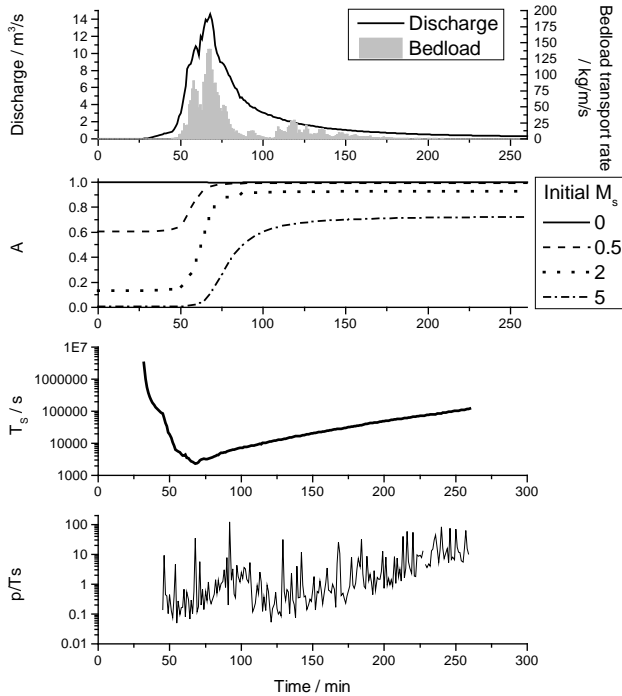 Discharge / m³/s
14
12
10
8
6
4
2
0
Discharge
Bedload
200
175
150
125
100
75
50
25
0
Bedload transport rate
/ kg/m/s
0 50 100 150 200 250
A
1.0
0.8
0.6
0.4
0.2
0.0
0 50 100 150 200 250
Initial Mₛ
0
0.5
2
5
Tₛ / s
1E7
1000000
100000
10000
1000
0 50 100 150 200 250 300
p/Ts
100
10
1
0.1
0.01
0 50 100 150 200 250 300
Time / min